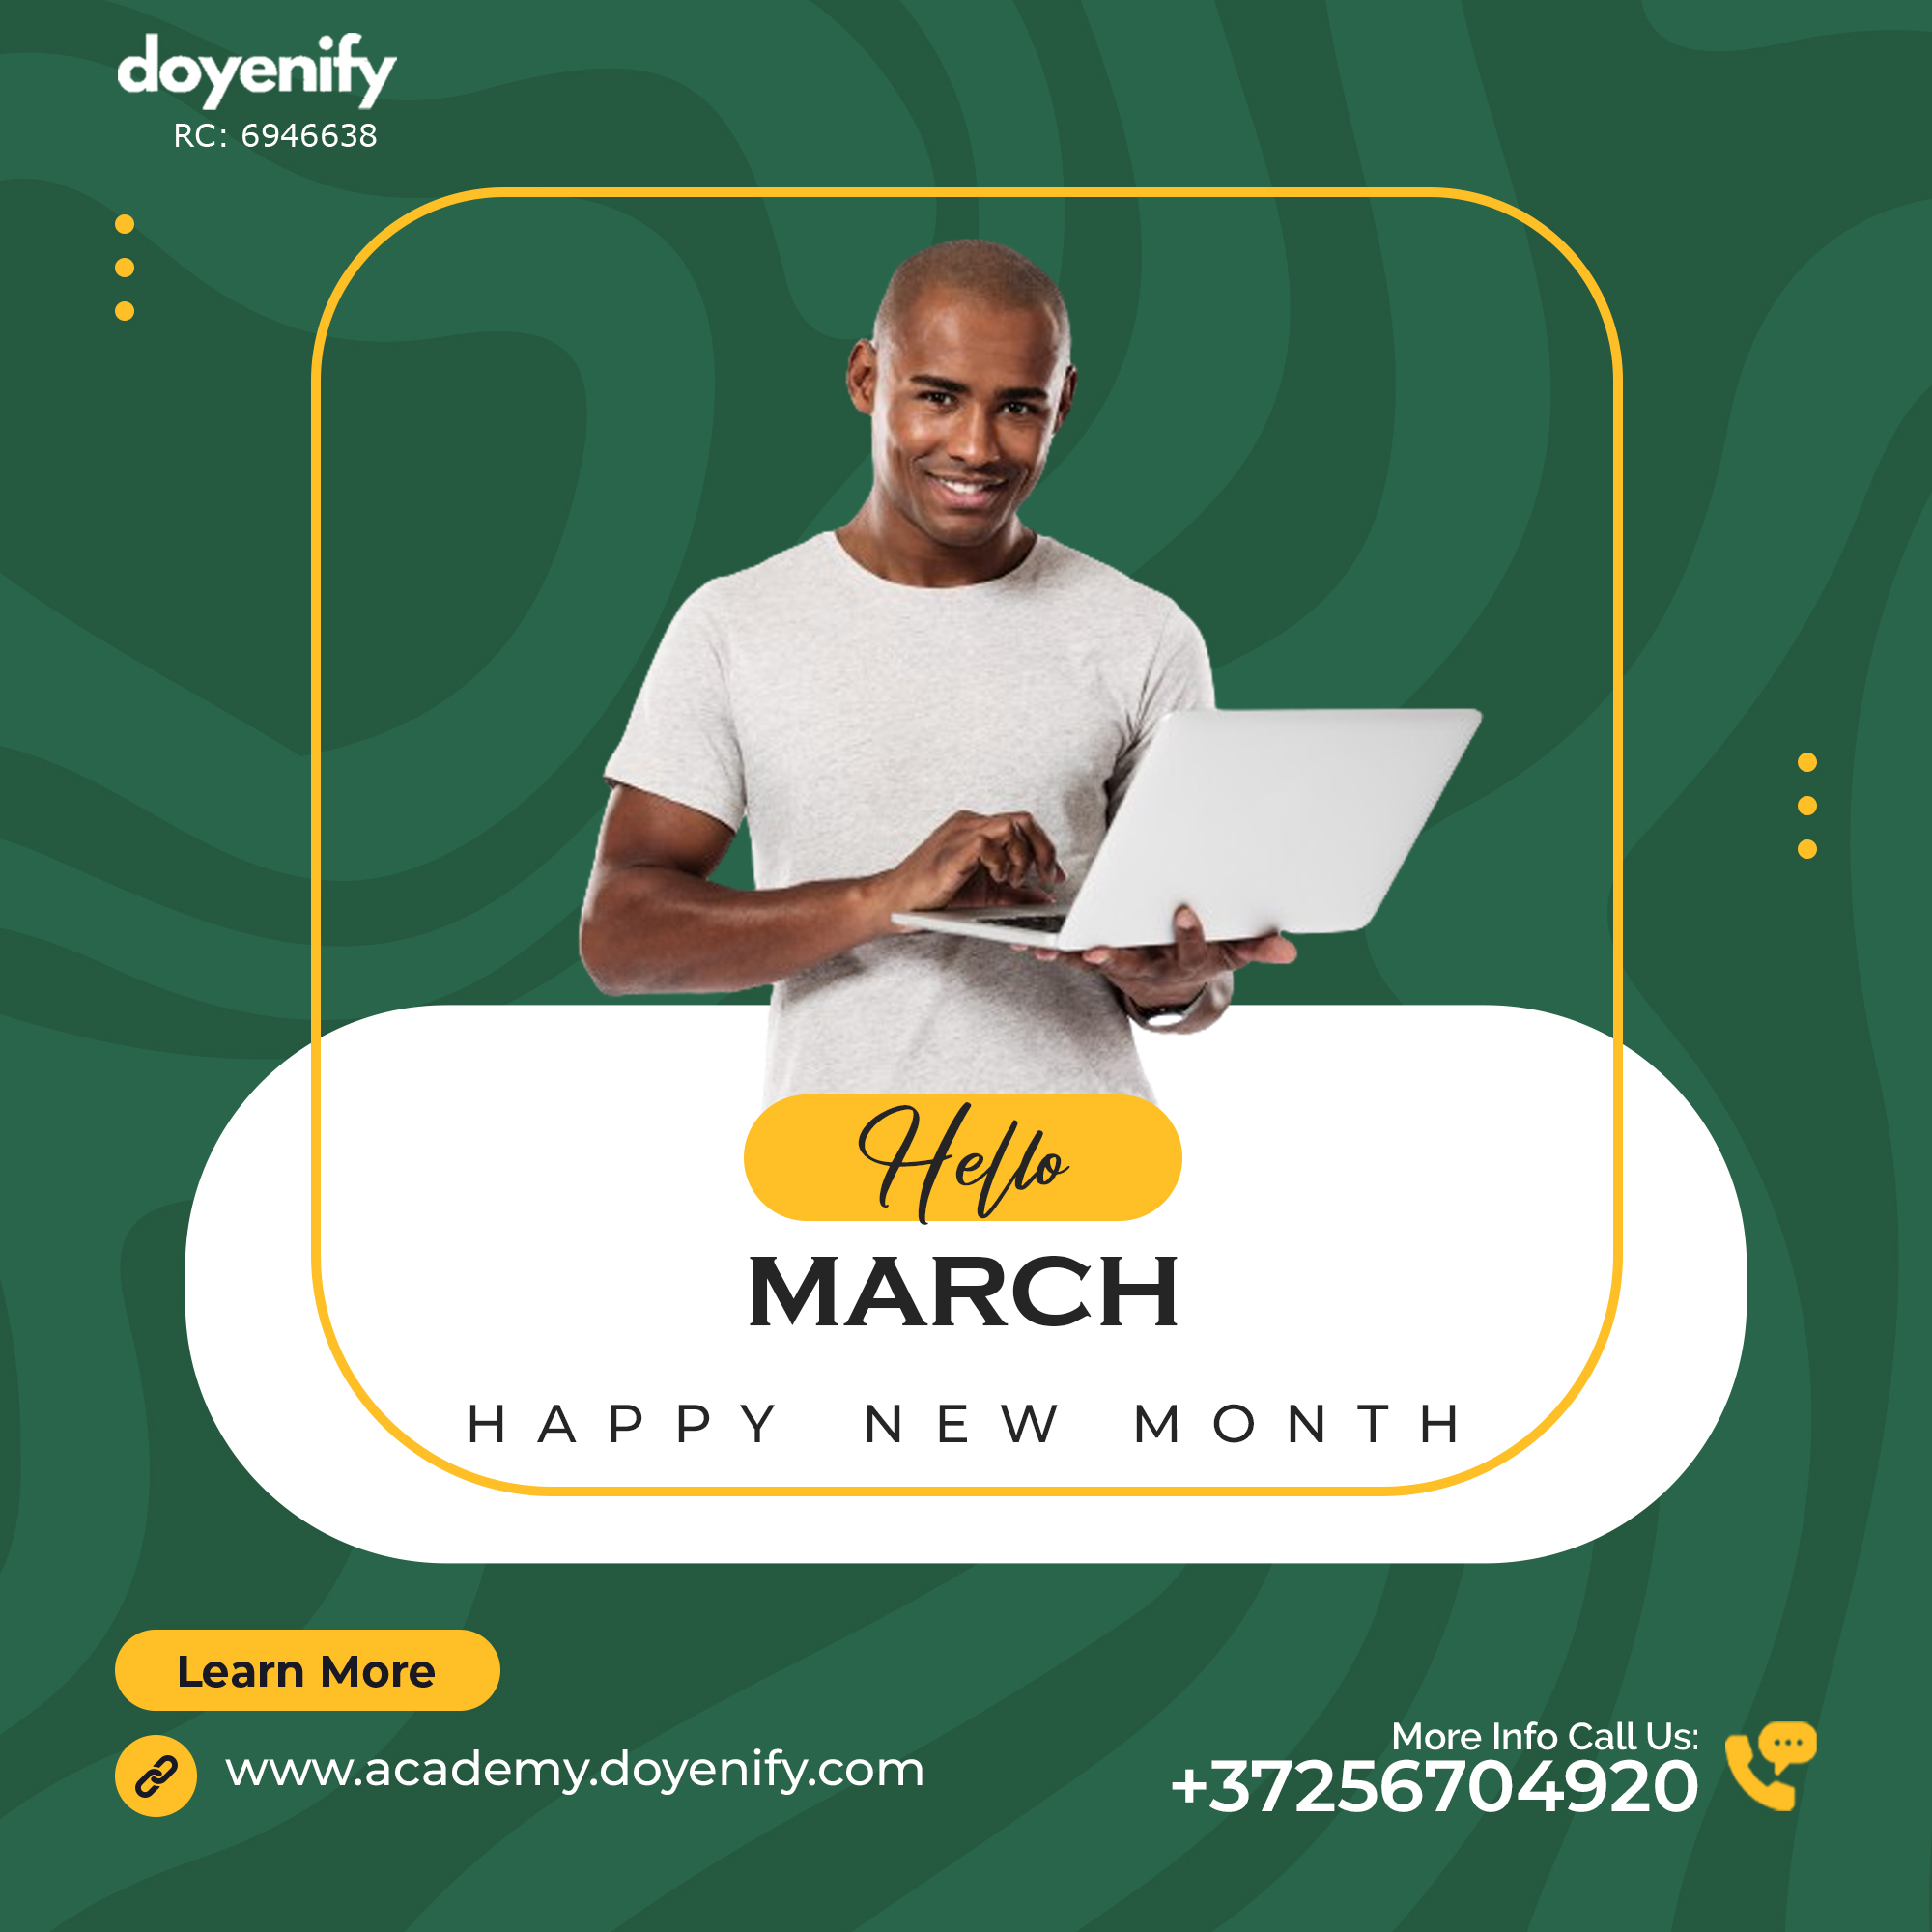 doyenify
RC: 6946638
Hello
MARCH
HAPPY NEW MONTH
Learn More
www.academy.doyenify.com
More Info Call Us:
+37256704920